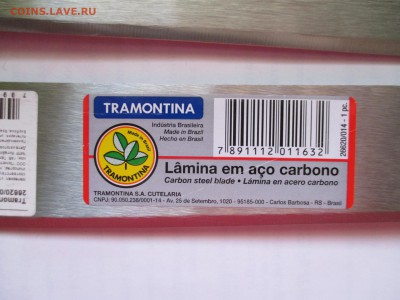 COINS.LAVE.RU
TRAMONTINA
Indústria Brasileira
Made in Brazil
Hecho en Brasil
Made in Brazil
TRAMONTINA
7 891112 011632
26620/014 - 1 pc.
Lâmina em aço carbono
Carbon steel blade • Lámina en acero carbono
TRAMONTINA S.A. CUTELARIA
CNPJ: 90.050.238/0001-14 - Av. 25 de Setembro, 1020 - 95185-000 - Carlos Barbosa - RS - Brasil